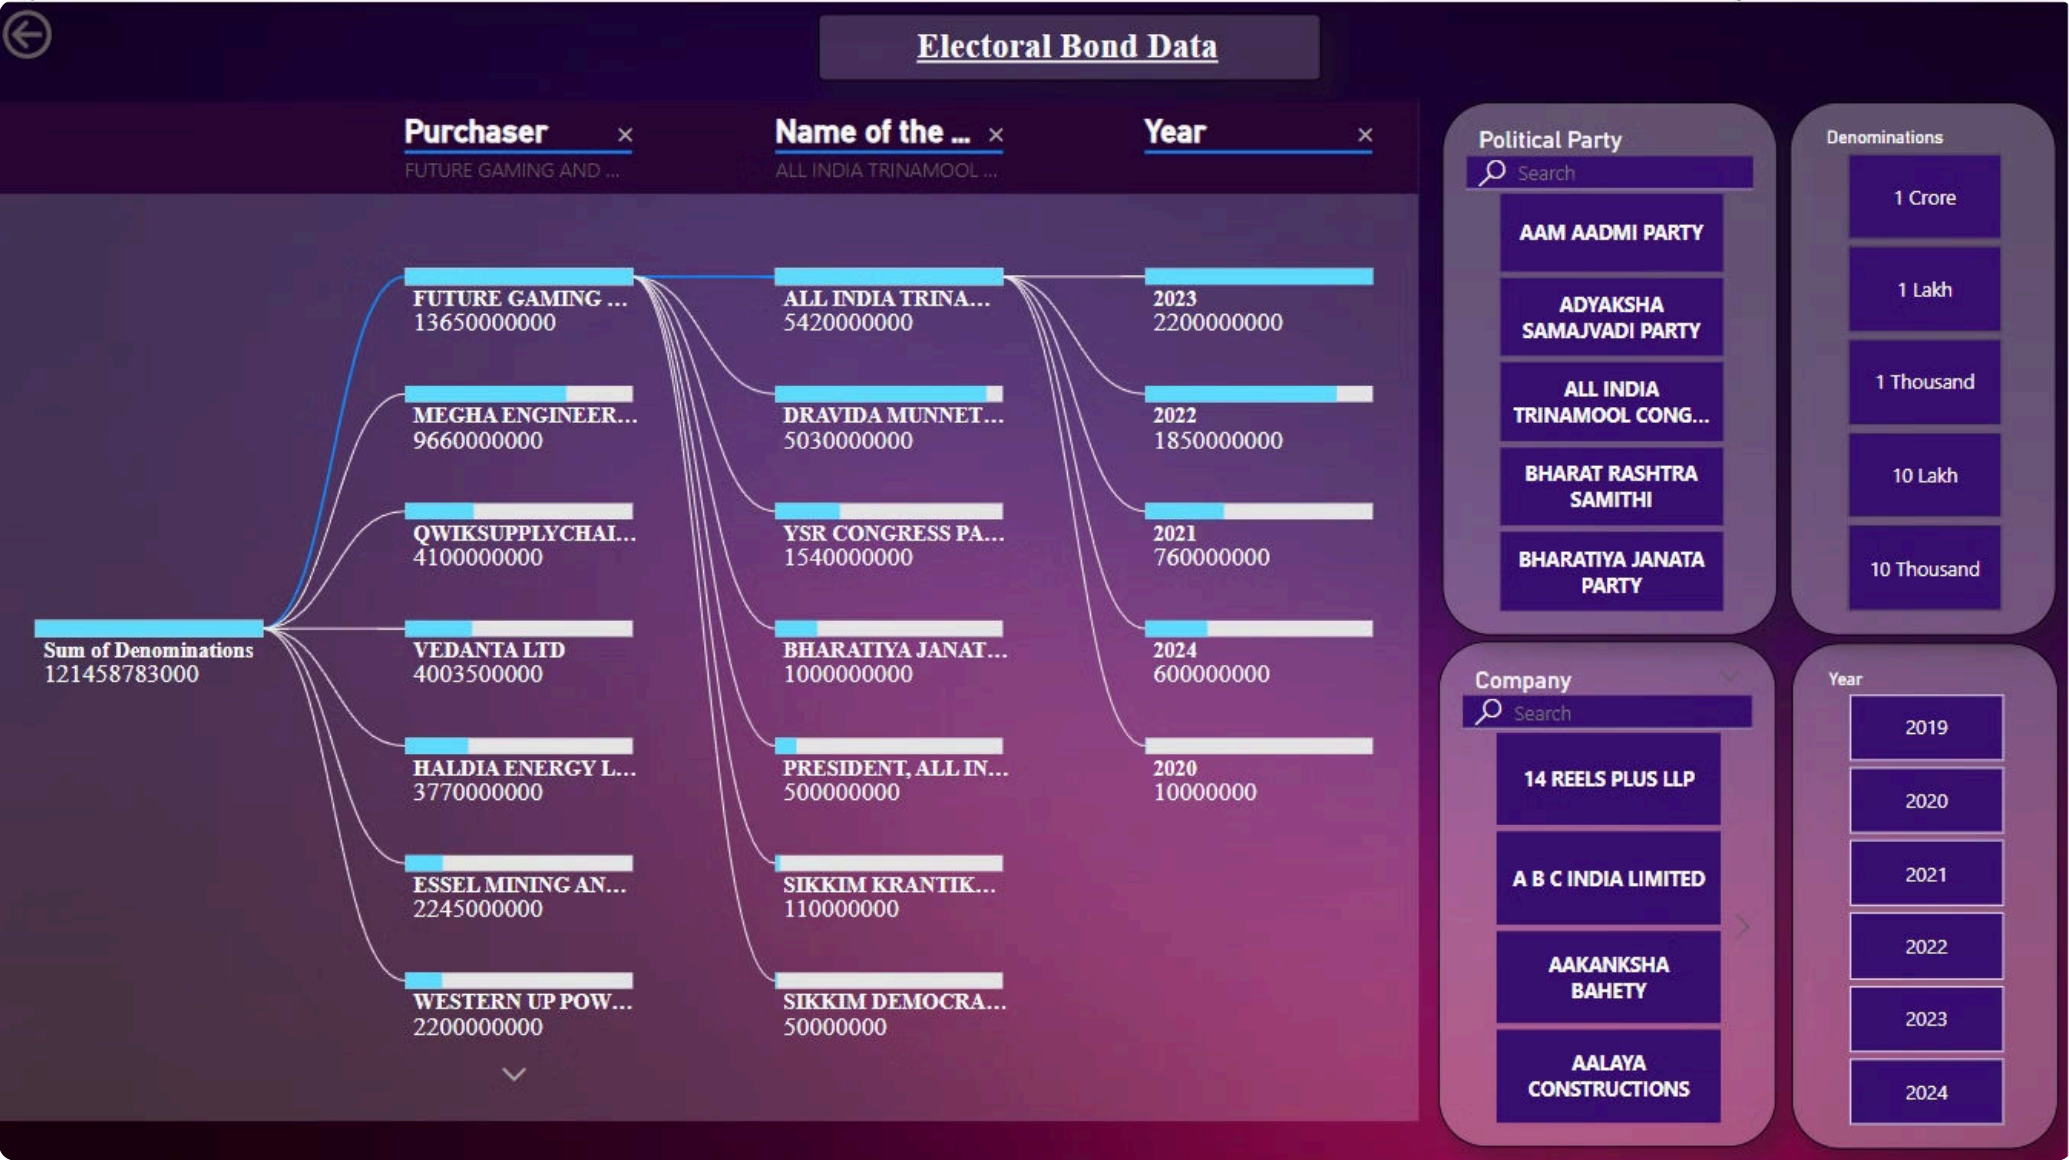 Electoral Bond Data
Purchaser ×
FUTURE GAMING AND ...
Name of the ... ×
ALL INDIA TRINAMOOL ...
Year ×
Sum of Denominations
121458783000
FUTURE GAMING ...
13650000000
MEGHA ENGINEER...
9660000000
QWIKSUPPLYCHAI...
4100000000
VEDANTA LTD
4003500000
HALDIA ENERGY L...
3770000000
ESSEL MINING AN...
2245000000
WESTERN UP POW...
2200000000
ALL INDIA TRINA...
5420000000
DRAVIDA MUNNET...
5030000000
YSR CONGRESS PA...
1540000000
BHARATIYA JANAT...
1000000000
PRESIDENT, ALL IN...
500000000
SIKKIM KRANTIK...
110000000
SIKKIM DEMOCRA...
50000000
2023
2200000000
2022
1850000000
2021
760000000
2024
600000000
2020
10000000
Political Party
Search
AAM AADMI PARTY
ADYAKSHA
SAMAJVADI PARTY
ALL INDIA
TRINAMOOL CONG...
BHARAT RASHTRA
SAMITHI
BHARATIYA JANATA
PARTY
Denominations
1 Crore
1 Lakh
1 Thousand
10 Lakh
10 Thousand
Company
Search
14 REELS PLUS LLP
A B C INDIA LIMITED
AAKANKSHA
BAHETY
AALAYA
CONSTRUCTIONS
Year
2019
2020
2021
2022
2023
2024